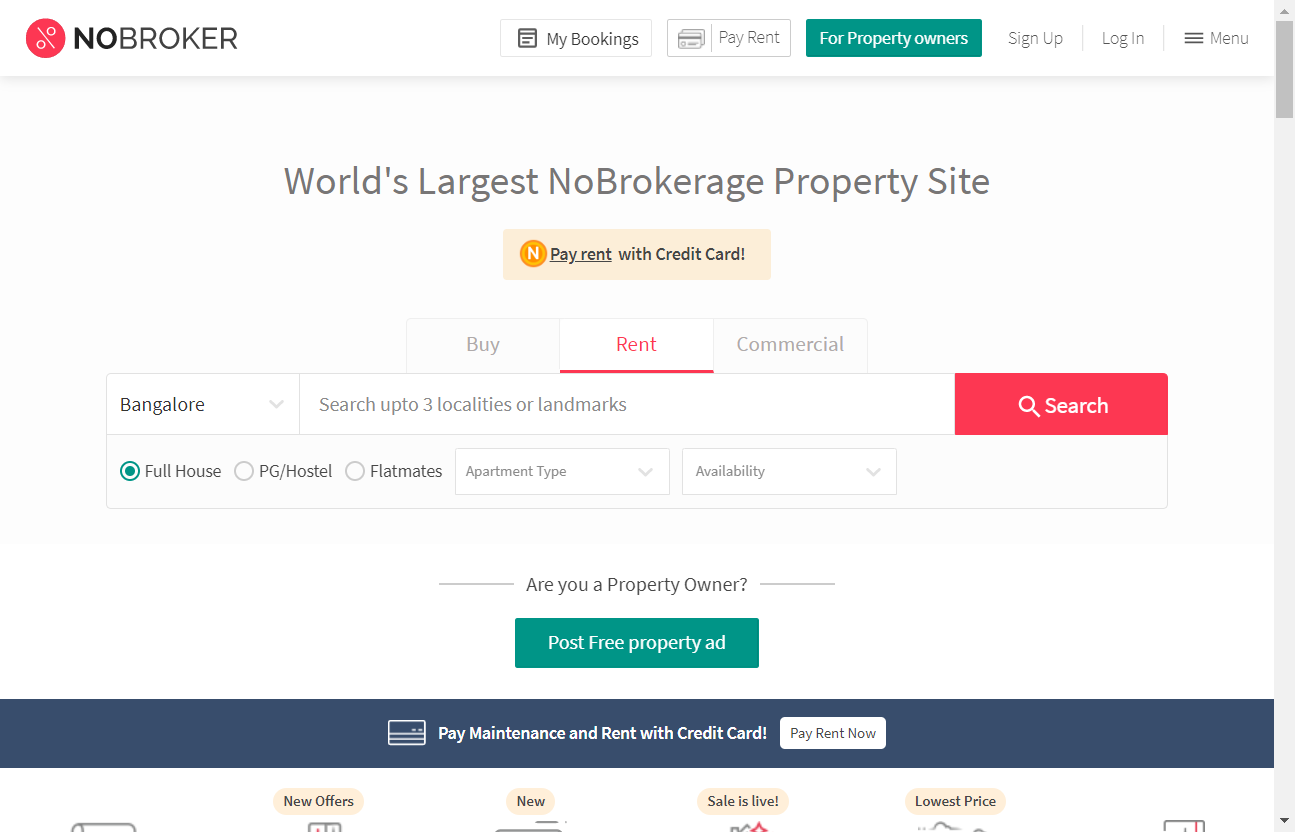 NOBROKER
My Bookings
Pay Rent
For Property owners
Sign Up
Log In
Menu
World's Largest NoBrokerage Property Site
N Pay rent with Credit Card!
Buy
Rent
Commercial
Bangalore
Search upto 3 localities or landmarks
Search
Full House
PG/Hostel
Flatmates
Apartment Type
Availability
Are you a Property Owner?
Post Free property ad
Pay Maintenance and Rent with Credit Card!
Pay Rent Now
New Offers
New
Sale is live!
Lowest Price